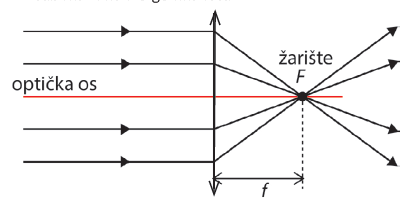 žarište
F
optička os
f